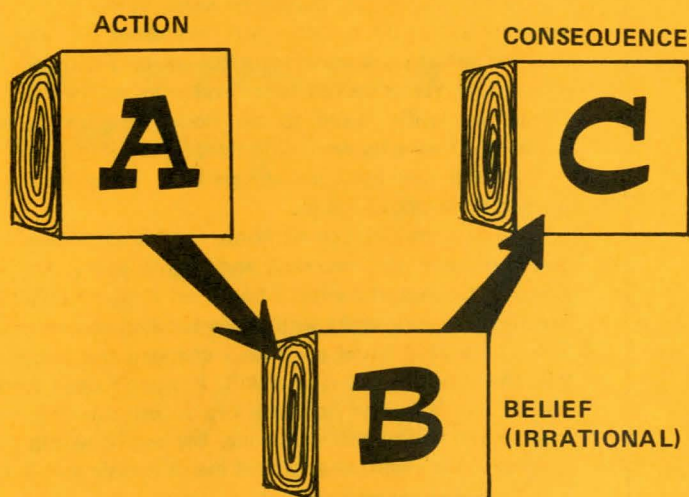 ACTION
A
CONSEQUENCE
C
B
BELIEF
(IRRATIONAL)